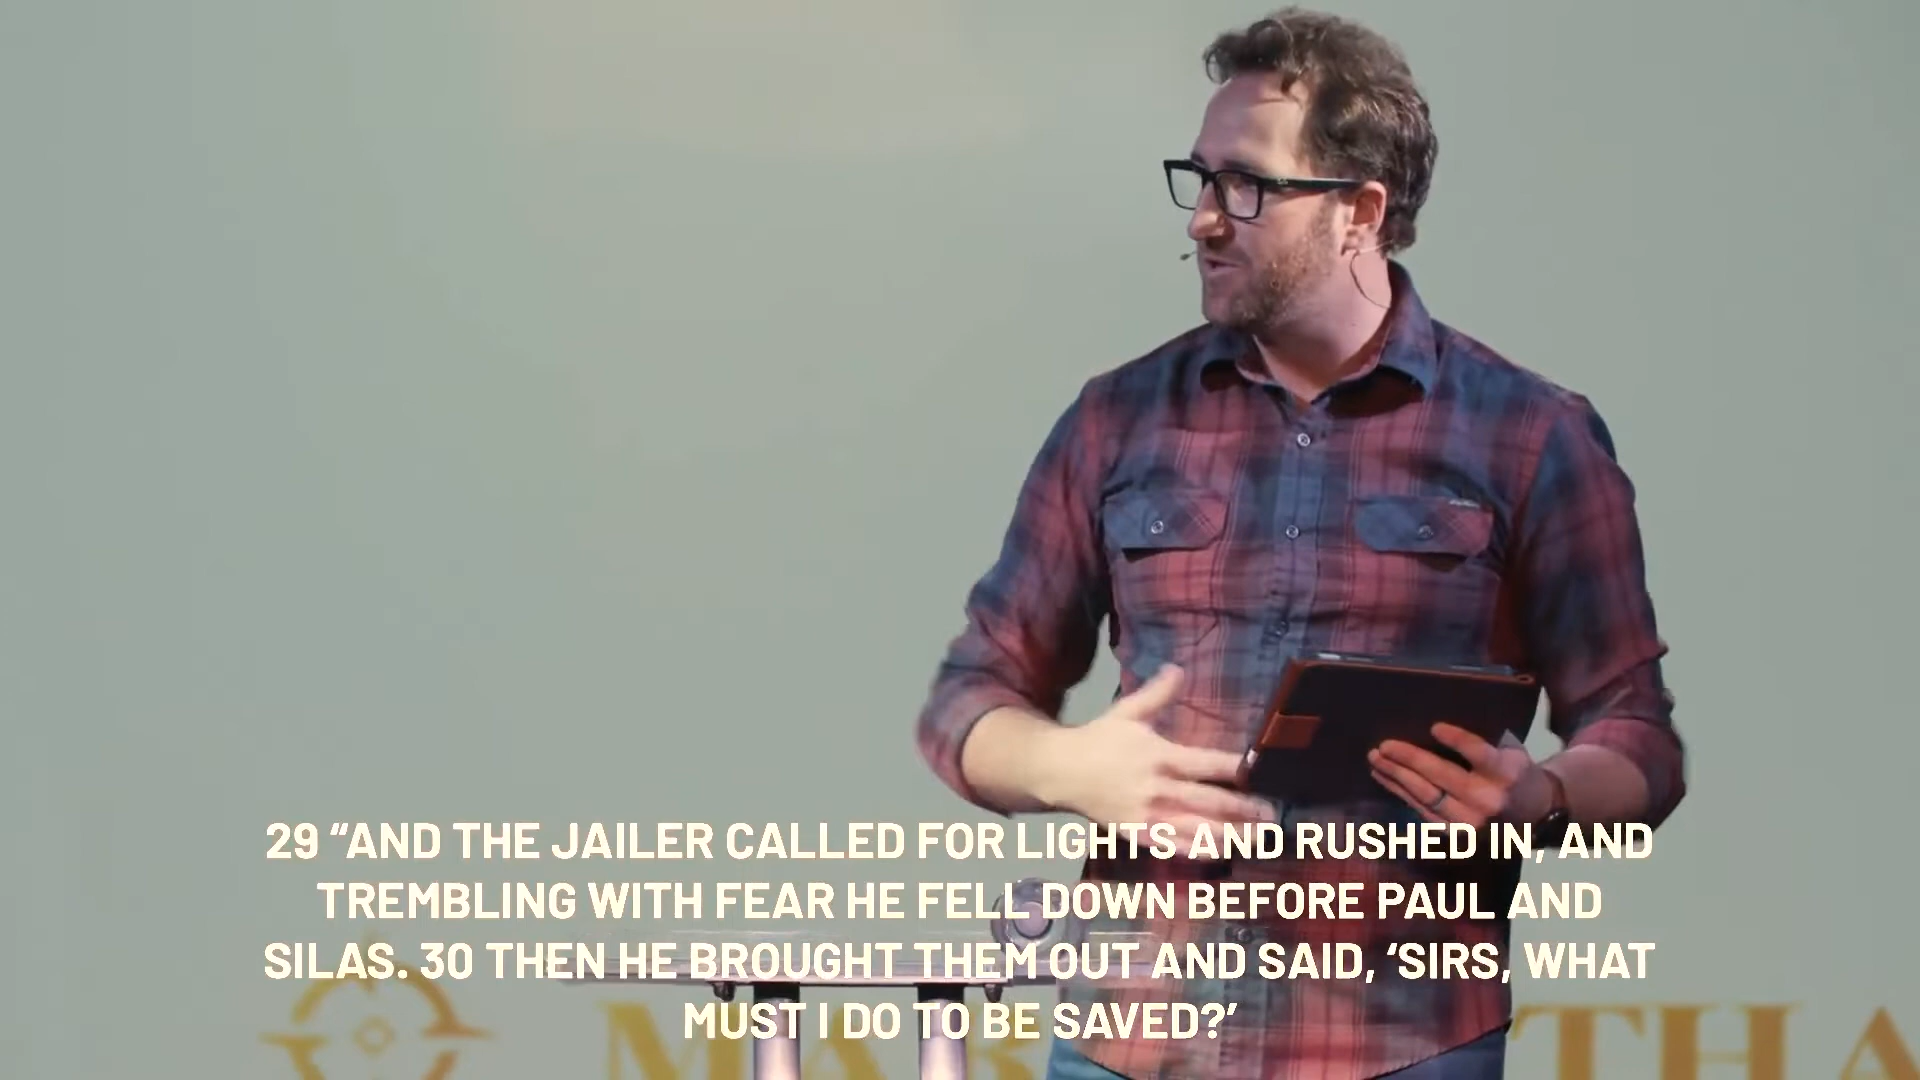 29 “AND THE JAILER CALLED FOR LIGHTS AND RUSHED IN, AND
TREMBLING WITH FEAR HE FELL DOWN BEFORE PAUL AND
SILAS. 30 THEN HE BROUGHT THEM OUT AND SAID, ‘SIRS, WHAT
MUST I DO TO BE SAVED?’